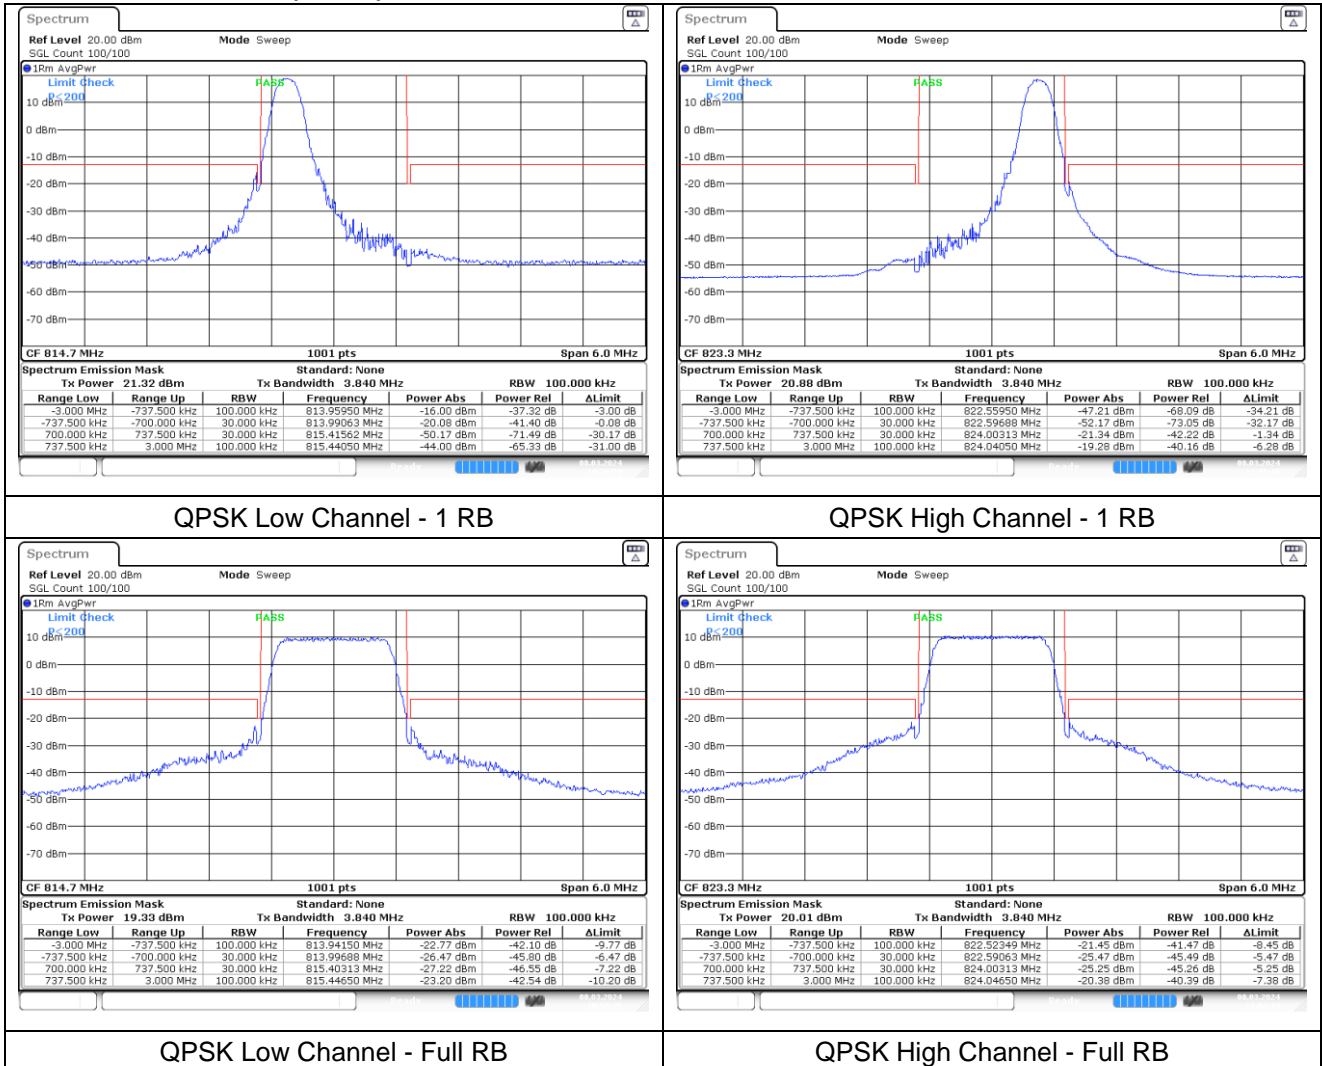 Spectrum
Ref Level 20.00 dBm Mode Sweep
SGL Count 100/100
1Rm AvgPwr
Limit Check PASS
P<200
10 dBm
0 dBm
-10 dBm
-20 dBm
-30 dBm
-40 dBm
-50 dBm
-60 dBm
-70 dBm
CF 814.7 MHz 1001 pts Span 6.0 MHz
Spectrum Emission Mask Standard: None
Tx Power 21.32 dBm Tx Bandwidth 3.840 MHz RBW 100.000 kHz
Range Low Range Up RBW Frequency Power Abs Power Rel ΔLimit
-3.000 MHz -737.500 kHz 100.000 kHz 813.95950 MHz -16.00 dBm -37.32 dB -3.00 dB
-737.500 kHz -700.000 kHz 30.000 kHz 813.99063 MHz -20.08 dBm -41.40 dB -0.08 dB
700.000 kHz 737.500 kHz 30.000 kHz 815.41562 MHz -50.17 dBm -71.49 dB -30.17 dB
737.500 kHz 3.000 MHz 100.000 kHz 815.44050 MHz -44.00 dBm -65.33 dB -31.00 dB
08.03.2024
QPSK Low Channel - 1 RB
Spectrum
Ref Level 20.00 dBm Mode Sweep
SGL Count 100/100
1Rm AvgPwr
Limit Check PASS
P<200
10 dBm
0 dBm
-10 dBm
-20 dBm
-30 dBm
-40 dBm
-50 dBm
-60 dBm
-70 dBm
CF 823.3 MHz 1001 pts Span 6.0 MHz
Spectrum Emission Mask Standard: None
Tx Power 20.88 dBm Tx Bandwidth 3.840 MHz RBW 100.000 kHz
Range Low Range Up RBW Frequency Power Abs Power Rel ΔLimit
-3.000 MHz -737.500 kHz 100.000 kHz 822.55950 MHz -47.21 dBm -68.09 dB -34.21 dB
-737.500 kHz -700.000 kHz 30.000 kHz 822.59688 MHz -52.17 dBm -73.05 dB -32.17 dB
700.000 kHz 737.500 kHz 30.000 kHz 824.00313 MHz -21.34 dBm -42.22 dB -1.34 dB
737.500 kHz 3.000 MHz 100.000 kHz 824.04050 MHz -19.28 dBm -40.16 dB -6.28 dB
08.03.2024
QPSK High Channel - 1 RB
Spectrum
Ref Level 20.00 dBm Mode Sweep
SGL Count 100/100
1Rm AvgPwr
Limit Check PASS
P<200
10 dBm
0 dBm
-10 dBm
-20 dBm
-30 dBm
-40 dBm
-50 dBm
-60 dBm
-70 dBm
CF 814.7 MHz 1001 pts Span 6.0 MHz
Spectrum Emission Mask Standard: None
Tx Power 19.33 dBm Tx Bandwidth 3.840 MHz RBW 100.000 kHz
Range Low Range Up RBW Frequency Power Abs Power Rel ΔLimit
-3.000 MHz -737.500 kHz 100.000 kHz 813.94150 MHz -22.77 dBm -42.10 dB -9.77 dB
-737.500 kHz -700.000 kHz 30.000 kHz 813.99688 MHz -26.47 dBm -45.80 dB -6.47 dB
700.000 kHz 737.500 kHz 30.000 kHz 815.40313 MHz -27.22 dBm -46.55 dB -7.22 dB
737.500 kHz 3.000 MHz 100.000 kHz 815.44650 MHz -23.20 dBm -42.54 dB -10.20 dB
08.03.2024
QPSK Low Channel - Full RB
Spectrum
Ref Level 20.00 dBm Mode Sweep
SGL Count 100/100
1Rm AvgPwr
Limit Check PASS
P<200
10 dBm
0 dBm
-10 dBm
-20 dBm
-30 dBm
-40 dBm
-50 dBm
-60 dBm
-70 dBm
CF 823.3 MHz 1001 pts Span 6.0 MHz
Spectrum Emission Mask Standard: None
Tx Power 20.01 dBm Tx Bandwidth 3.840 MHz RBW 100.000 kHz
Range Low Range Up RBW Frequency Power Abs Power Rel ΔLimit
-3.000 MHz -737.500 kHz 100.000 kHz 822.52349 MHz -21.45 dBm -41.47 dB -8.45 dB
-737.500 kHz -700.000 kHz 30.000 kHz 822.59063 MHz -25.47 dBm -45.49 dB -5.47 dB
700.000 kHz 737.500 kHz 30.000 kHz 824.00313 MHz -25.25 dBm -45.26 dB -5.25 dB
737.500 kHz 3.000 MHz 100.000 kHz 824.04650 MHz -20.38 dBm -40.39 dB -7.38 dB
08.03.2024
QPSK High Channel - Full RB